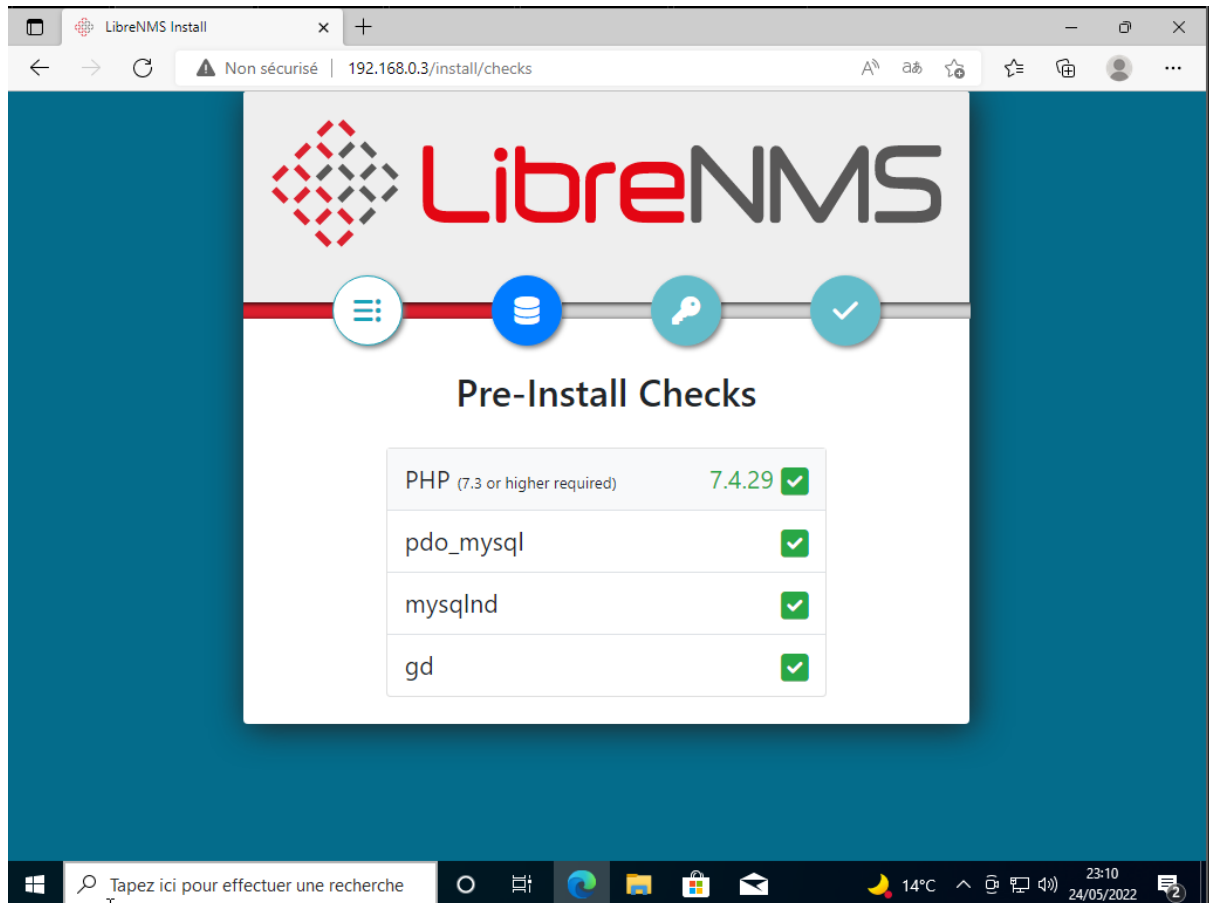 LibreNMS Install
Non sécurisé | 192.168.0.3/install/checks
LibreNMS
Pre-Install Checks
PHP (7.3 or higher required) 7.4.29
pdo_mysql
mysqlnd
gd
Tapez ici pour effectuer une recherche
14°C
23:10
24/05/2022
2